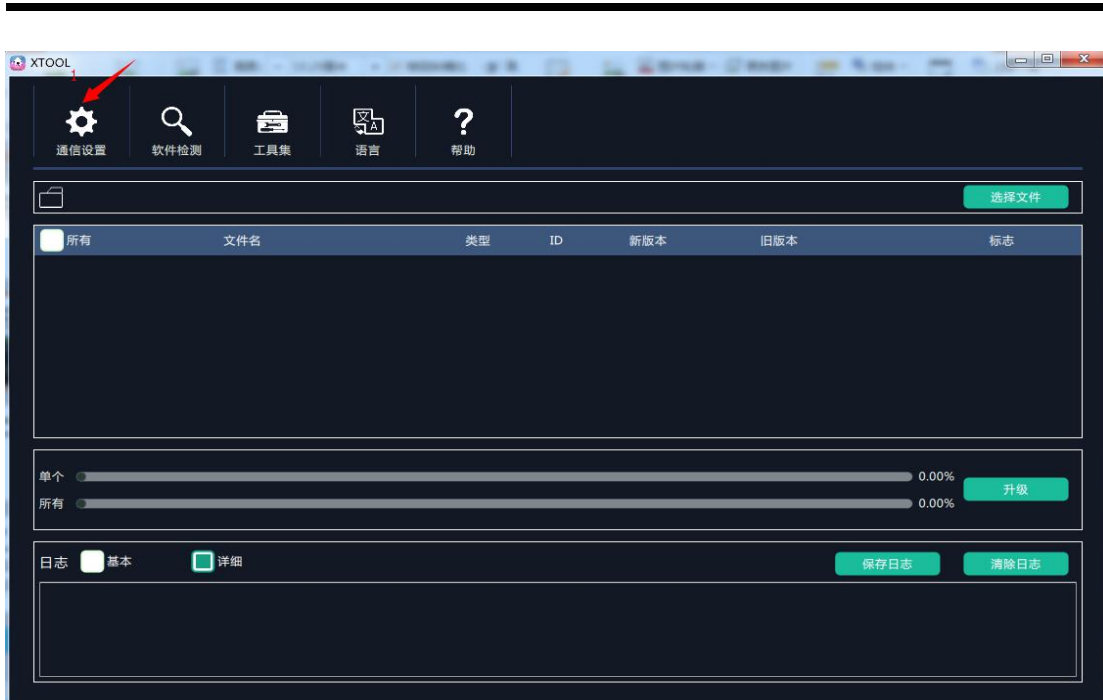 XTOOL
1
通信设置 软件检测 工具集 语言 帮助
选择文件
所有 文件名 类型 ID 新版本 旧版本 标志
单个 0.00%
升级
所有 0.00%
日志 基本 详细 保存日志 清除日志